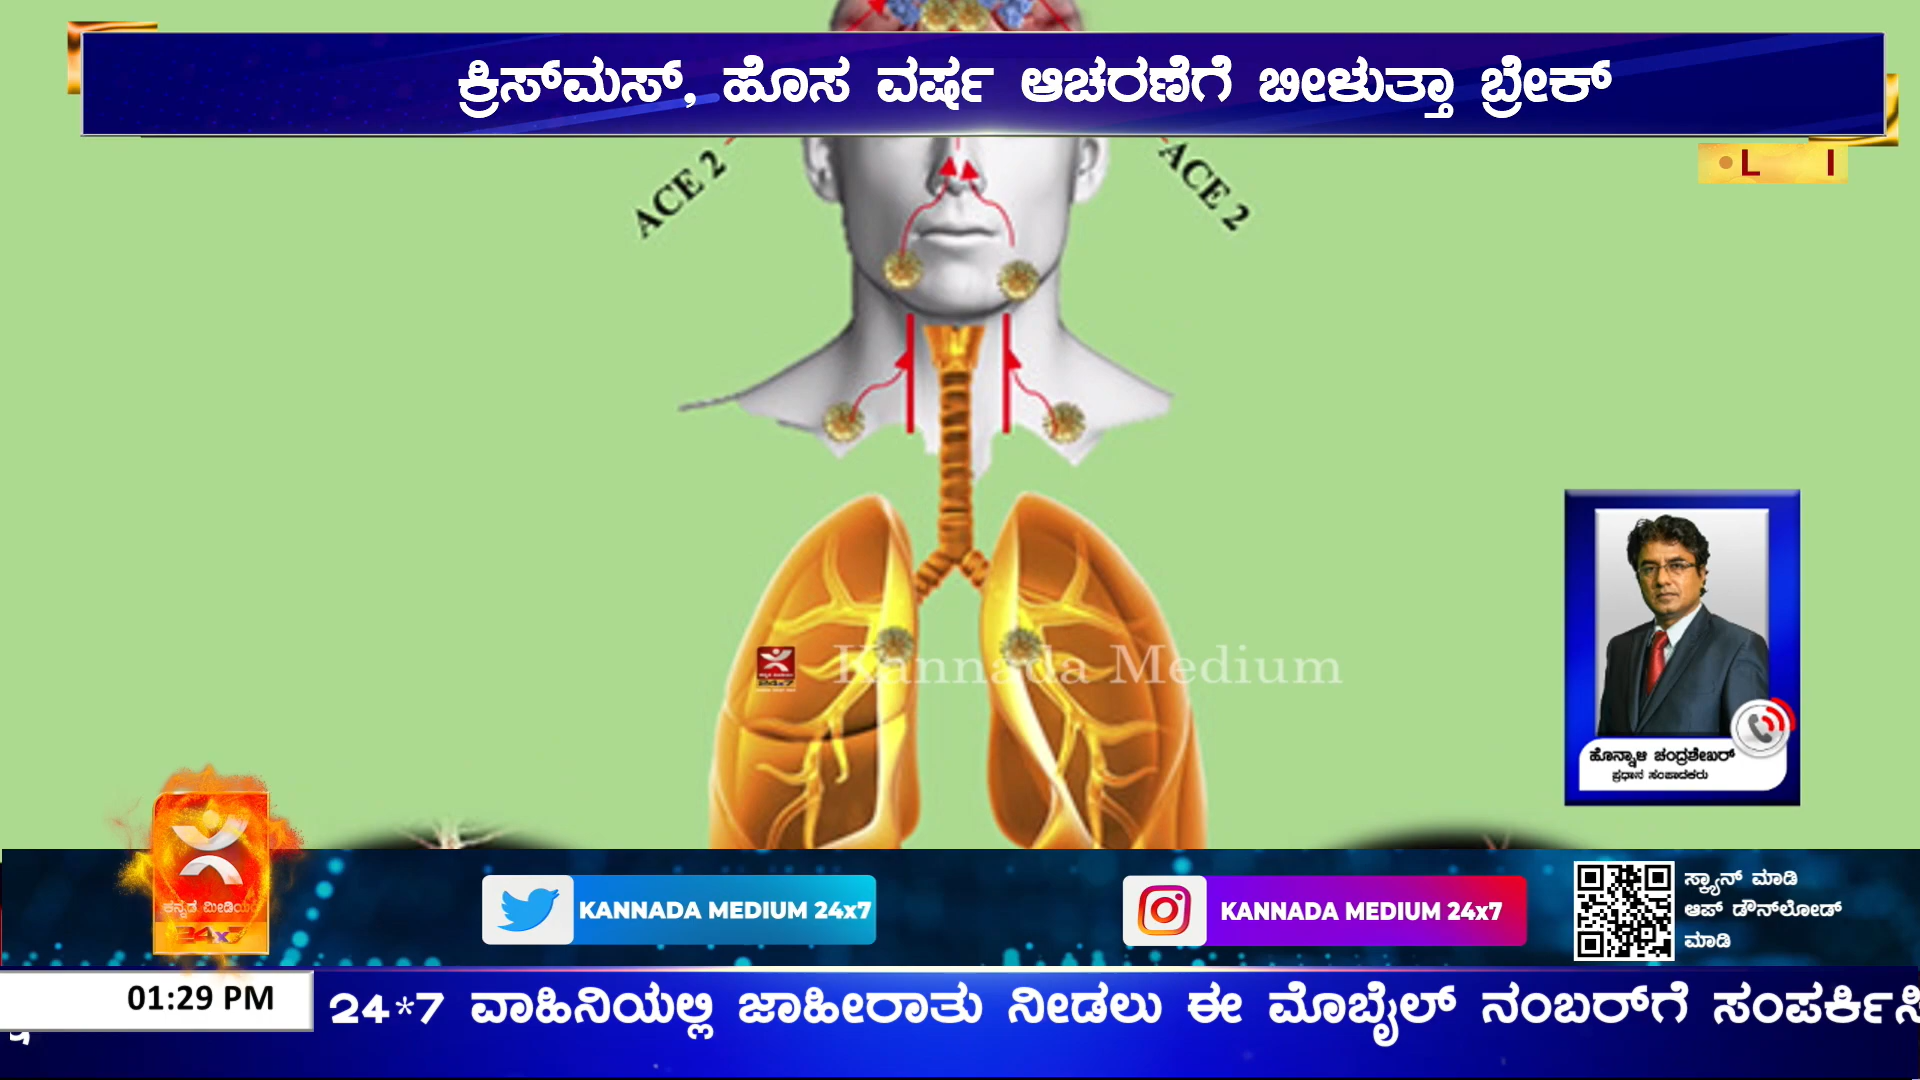 ಕ್ರಿಸ್‌ಮಸ್, ಹೊಸ ವರ್ಷ ಆಚರಣೆಗೆ ಬೀಳುತ್ತಾ ಬ್ರೇಕ್
L I
ACE 2
ACE 2
Kannada Medium
ಹೊನ್ನಾಳಿ ಚಂದ್ರಶೇಖರ್
ಪ್ರಧಾನ ಸಂಪಾದಕರು
ಕನ್ನಡ ಮೀಡಿಯಂ
24x7
KANNADA MEDIUM 24x7
KANNADA MEDIUM 24x7
ಸ್ಕ್ಯಾನ್ ಮಾಡಿ
ಆಪ್ ಡೌನ್‌ಲೋಡ್
ಮಾಡಿ
01:29 PM
24*7 ವಾಹಿನಿಯಲ್ಲಿ ಜಾಹೀರಾತು ನೀಡಲು ಈ ಮೊಬೈಲ್ ನಂಬರ್‌ಗೆ ಸಂಪರ್ಕಿಸಿ